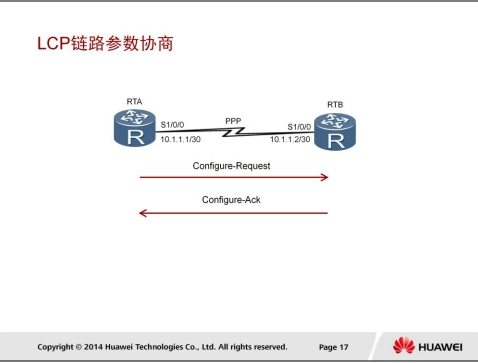 LCP链路参数协商
RTA
RTB
S1/0/0
PPP
S1/0/0
R
10.1.1.1/30
10.1.1.2/30
R
Configure-Request
Configure-Ack
Copyright © 2014 Huawei Technologies Co., Ltd. All rights reserved.
Page 17
HUAWEI